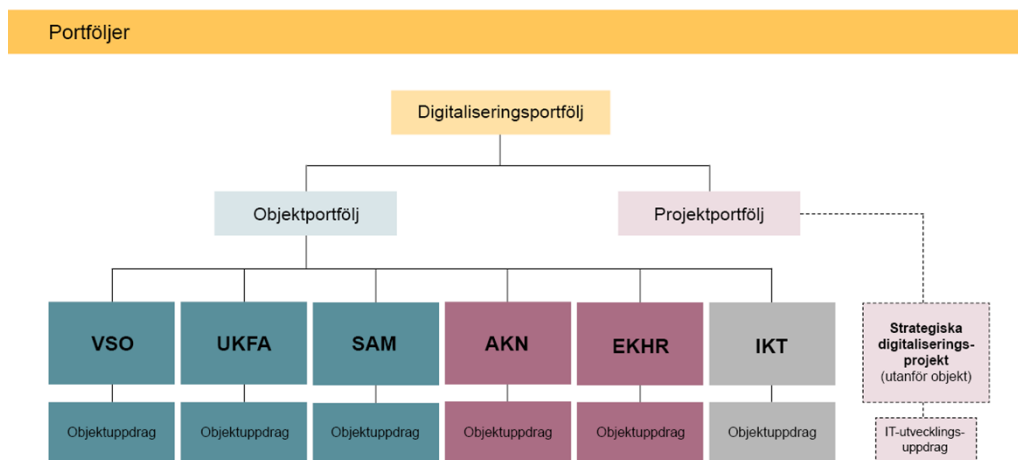 Portföljer
Digitaliseringsportfölj
Objektportfölj
Projektportfölj
VSO
UKFA
SAM
AKN
EKHR
IKT
Strategiska
digitaliserings-
projekt
(utanför objekt)
Objektuppdrag
Objektuppdrag
Objektuppdrag
Objektuppdrag
Objektuppdrag
Objektuppdrag
IT-utvecklings-
uppdrag